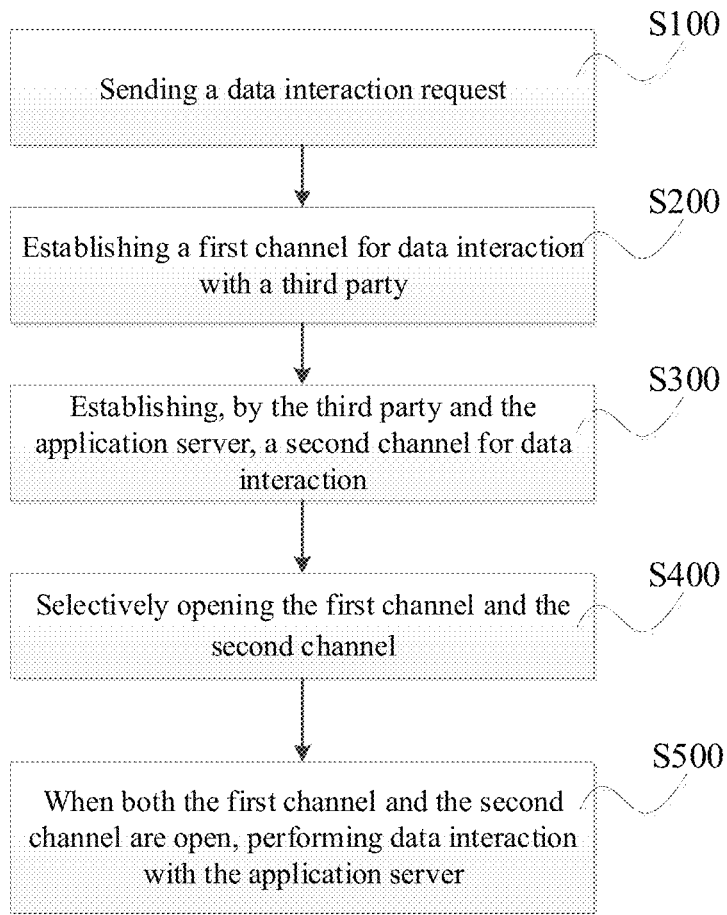 S100
Sending a data interaction request
S200
Establishing a first channel for data interaction
with a third party
S300
Establishing, by the third party and the
application server, a second channel for data
interaction
S400
Selectively opening the first channel and the
second channel
S500
When both the first channel and the second
channel are open, performing data interaction
with the application server